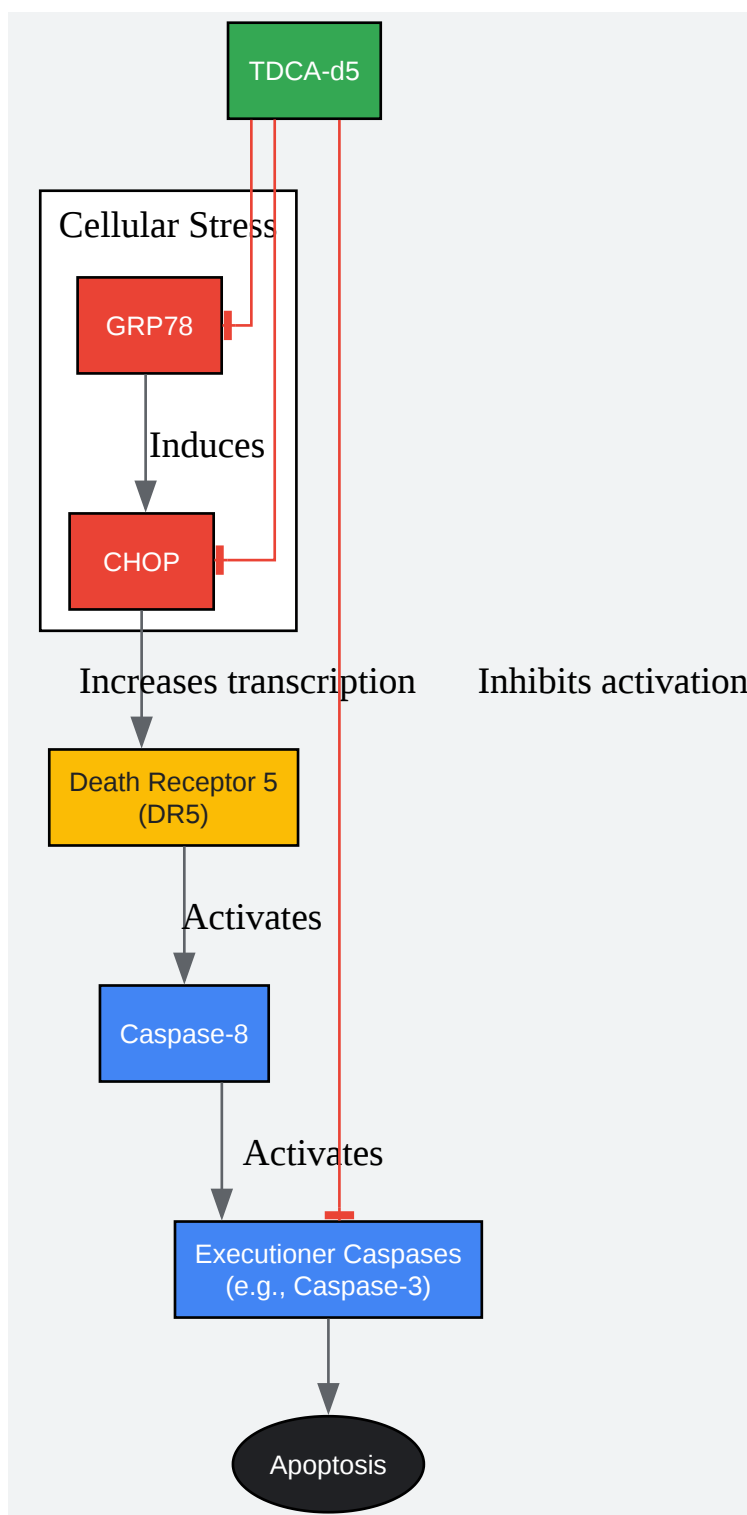 TDCA-d5
Cellular Stress
GRP78
Induces
CHOP
Increases transcription
Inhibits activation
Death Receptor 5
(DR5)
Activates
Caspase-8
Activates
Executioner Caspases
(e.g., Caspase-3)
Apoptosis